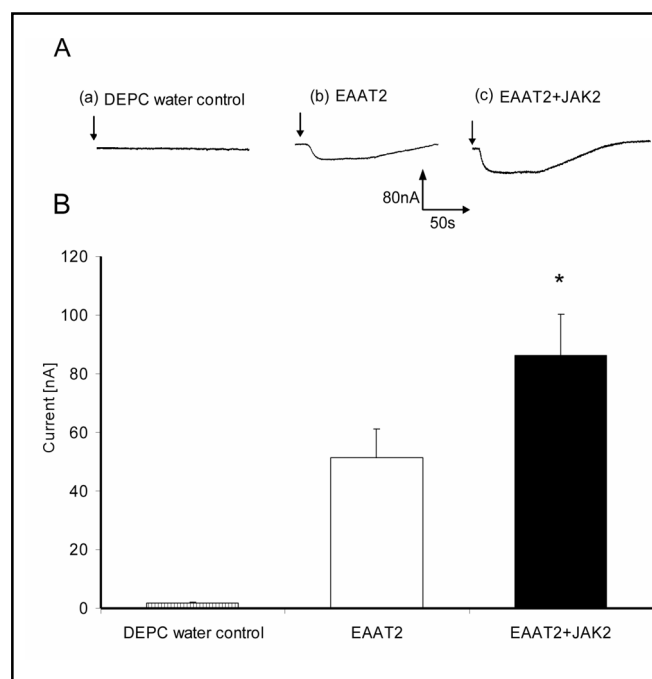 A
(a) DEPC water control
(b) EAAT2
(c) EAAT2+JAK2
80nA
50s
B
120
100
80
60
40
20
0
Current [nA]
*
DEPC water control
EAAT2
EAAT2+JAK2